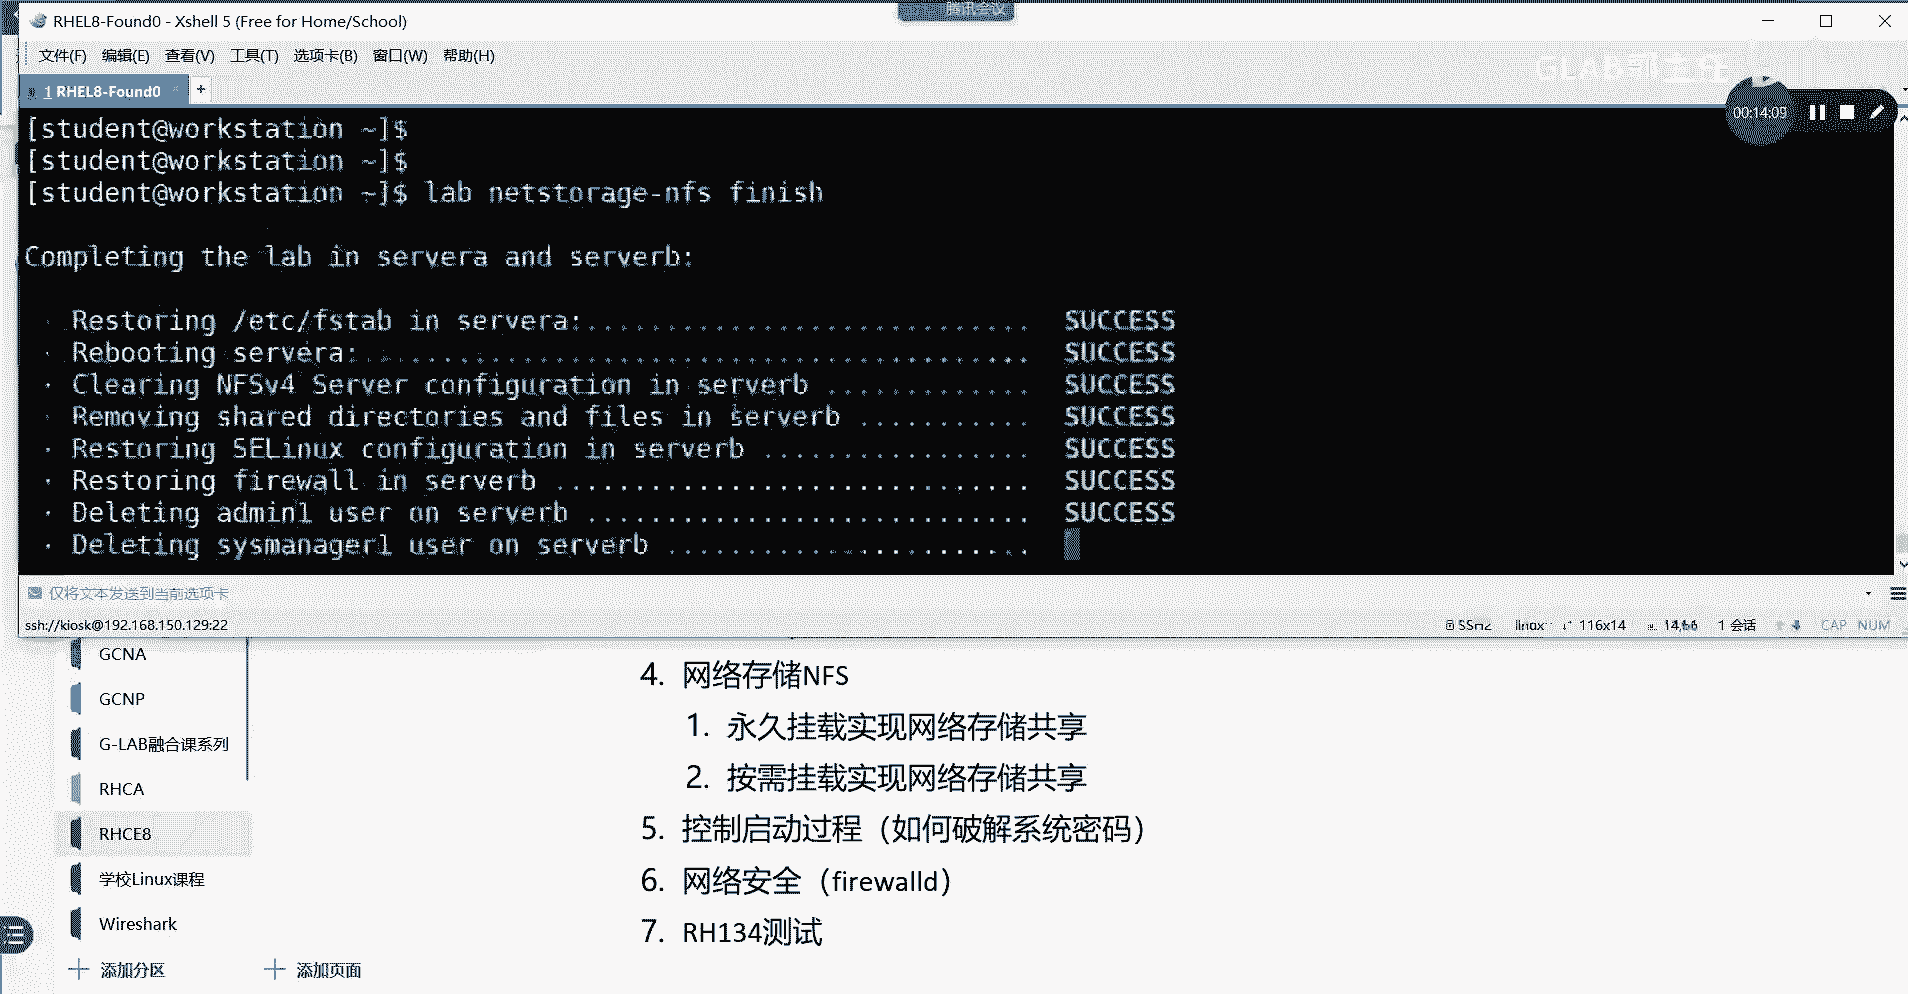 腾讯会议
RHEL8-Found0 - Xshell 5 (Free for Home/School)
文件(F) 编辑(E) 查看(V) 工具(T) 选项卡(B) 窗口(W) 帮助(H)
GLAB郭主任
1 RHEL8-Found0 +
00:14:09
[student@workstation ~]$
[student@workstation ~]$
[student@workstation ~]$ lab netstorage-nfs finish
Completing the lab in servera and serverb:
· Restoring /etc/fstab in servera:............................ SUCCESS
· Rebooting servera:.......................................... SUCCESS
· Clearing NFSv4 Server configuration in serverb ............. SUCCESS
· Removing shared directories and files in serverb ........... SUCCESS
· Restoring SELinux configuration in serverb ................. SUCCESS
· Restoring firewall in serverb .............................. SUCCESS
· Deleting admin1 user on serverb ............................ SUCCESS
· Deleting sysmanager1 user on serverb .......................
仅将文本发送到当前选项卡
ssh://kiosk@192.168.150.129:22 SSH2 linux 116x14 14,66 1 会话 CAP NUM
GCNA
GCNP
G-LAB融合课系列
RHCA
RHCE8
学校Linux课程
Wireshark
添加分区 添加页面
4. 网络存储NFS
1. 永久挂载实现网络存储共享
2. 按需挂载实现网络存储共享
5. 控制启动过程（如何破解系统密码）
6. 网络安全（firewalld）
7. RH134测试